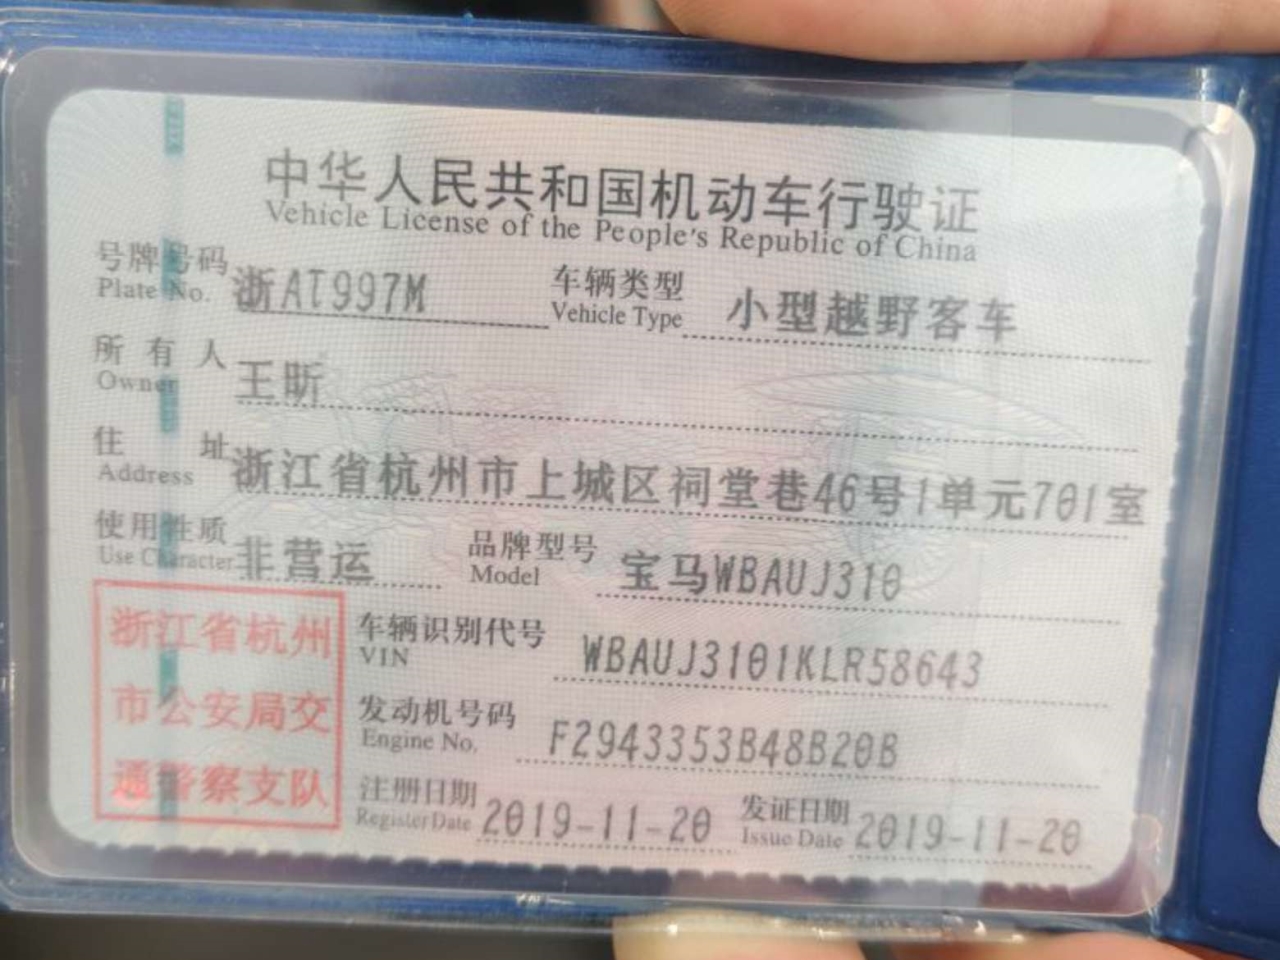 中华人民共和国机动车行驶证
Vehicle License of the People's Republic of China
号牌号码 浙AT997M 车辆类型 小型越野客车
Plate No. Vehicle Type
所有人 王昕
Owner
住址 浙江省杭州市上城区祠堂巷46号1单元701室
Address
使用性质 非营运 品牌型号 宝马WBAUJ310
Use Character Model
浙江省杭州
市公安局交
通警察支队
车辆识别代号 WBAUJ3101KLR58643
VIN
发动机号码 F2943353B48B20B
Engine No.
注册日期 2019-11-20 发证日期 2019-11-20
Register Date Issue Date